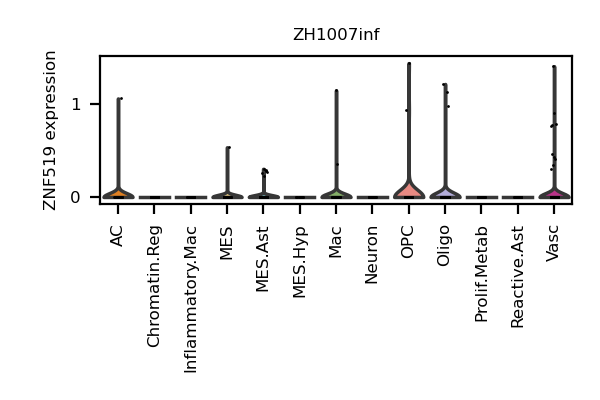 ZH1007inf
ZNF519 expression
1
0
AC
Chromatin.Reg
Inflammatory.Mac
MES
MES.Ast
MES.Hyp
Mac
Neuron
OPC
Oligo
Prolif.Metab
Reactive.Ast
Vasc